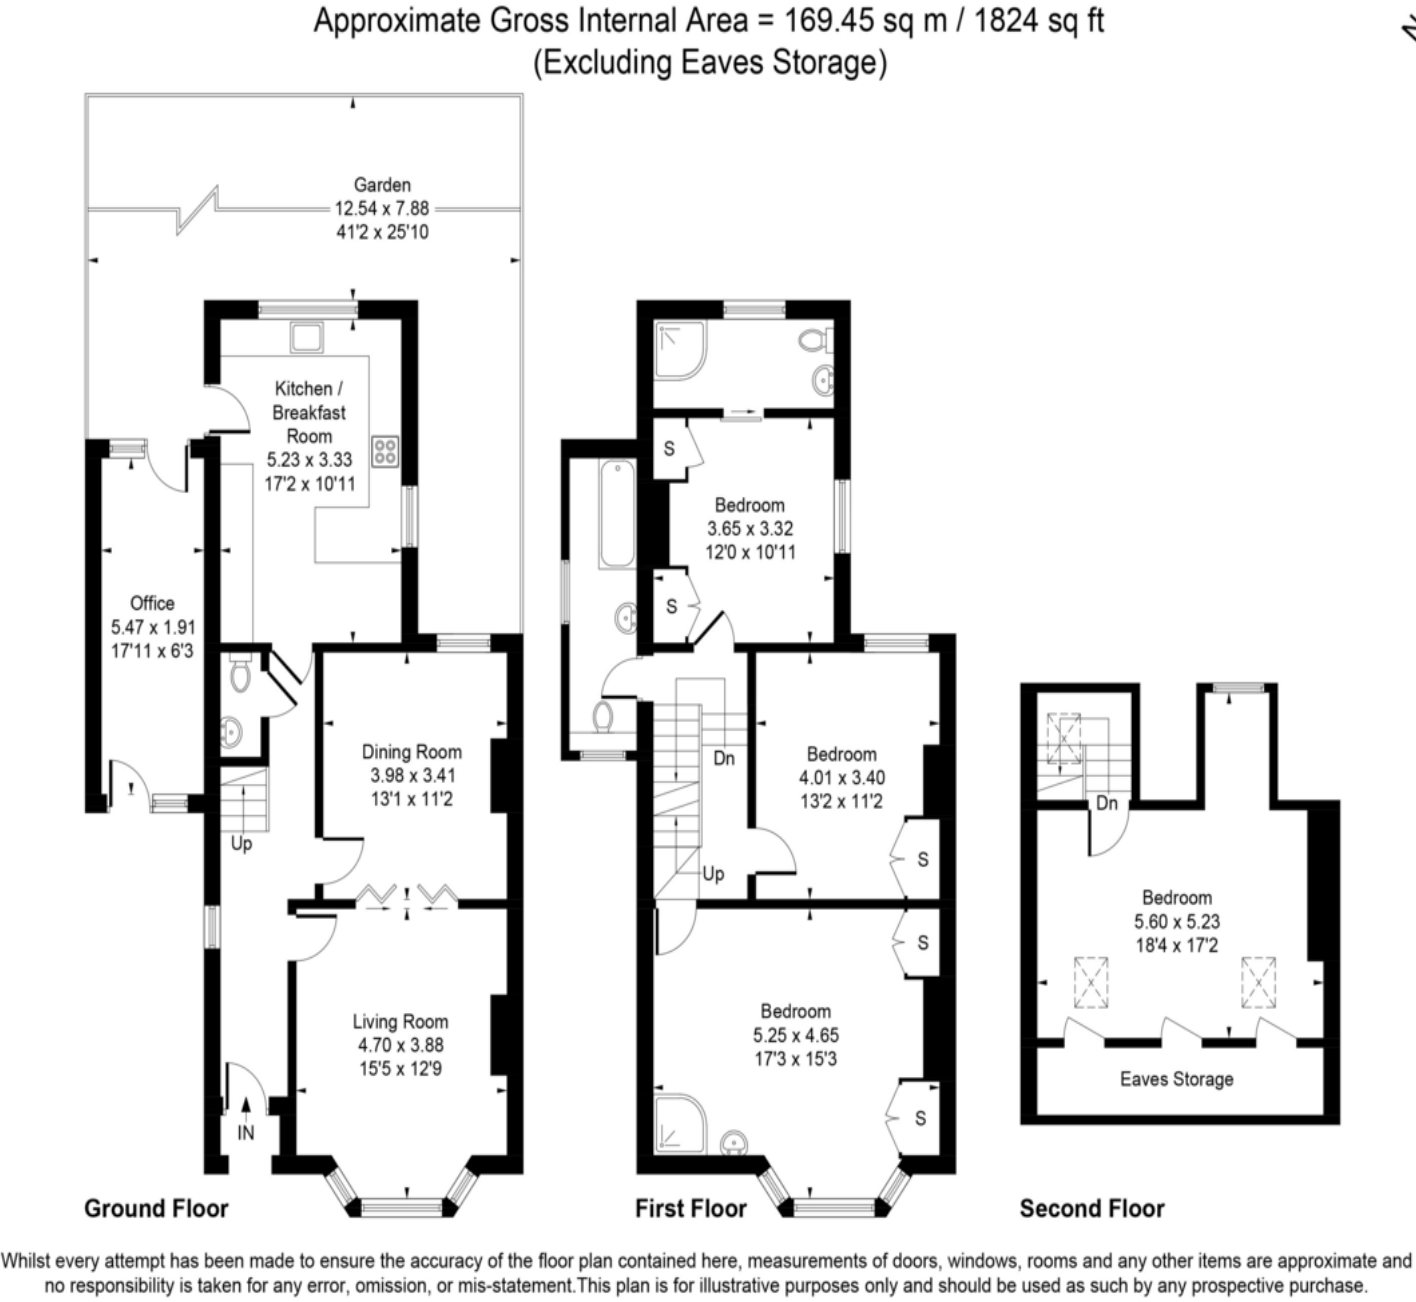 Approximate Gross Internal Area = 169.45 sq m / 1824 sq ft
(Excluding Eaves Storage)
N
Garden
12.54 x 7.88
41'2 x 25'10
Kitchen /
Breakfast
Room
5.23 x 3.33
17'2 x 10'11
Office
5.47 x 1.91
17'11 x 6'3
Dining Room
3.98 x 3.41
13'1 x 11'2
Up
Living Room
4.70 x 3.88
15'5 x 12'9
IN
Ground Floor
S
Bedroom
3.65 x 3.32
12'0 x 10'11
S
Dn
Bedroom
4.01 x 3.40
13'2 x 11'2
Up
S
S
Bedroom
5.25 x 4.65
17'3 x 15'3
S
First Floor
Dn
Bedroom
5.60 x 5.23
18'4 x 17'2
Eaves Storage
Second Floor
Whilst every attempt has been made to ensure the accuracy of the floor plan contained here, measurements of doors, windows, rooms and any other items are approximate and
no responsibility is taken for any error, omission, or mis-statement.This plan is for illustrative purposes only and should be used as such by any prospective purchase.